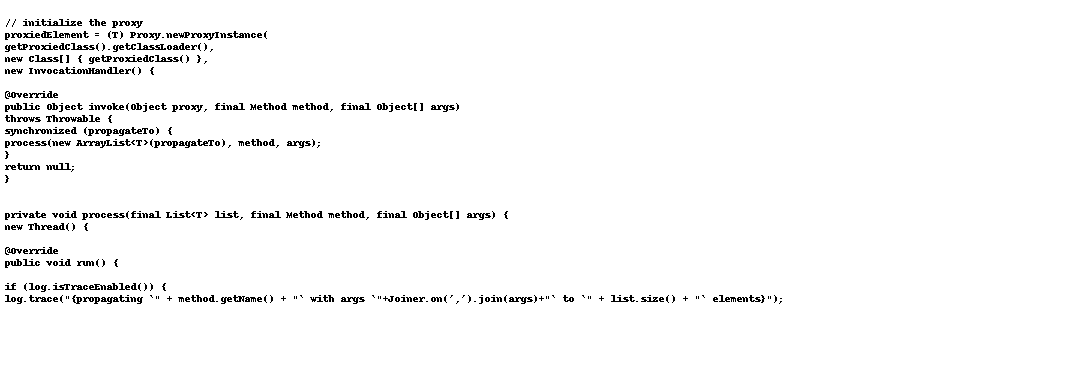 // initialize the proxy
proxiedElement = (T) Proxy.newProxyInstance(
getProxiedClass().getClassLoader(),
new Class[] { getProxiedClass() },
new InvocationHandler() {
@Override
public Object invoke(Object proxy, final Method method, final Object[] args)
throws Throwable {
synchronized (propagateTo) {
process(new ArrayList<T>(propagateTo), method, args);
}
return null;
}
private void process(final List<T> list, final Method method, final Object[] args) {
new Thread() {
@Override
public void run() {
if (log.isTraceEnabled()) {
log.trace("{propagating `" + method.getName() + "` with args `"+Joiner.on(',').join(args)+"` to `" + list.size() + "` elements}");